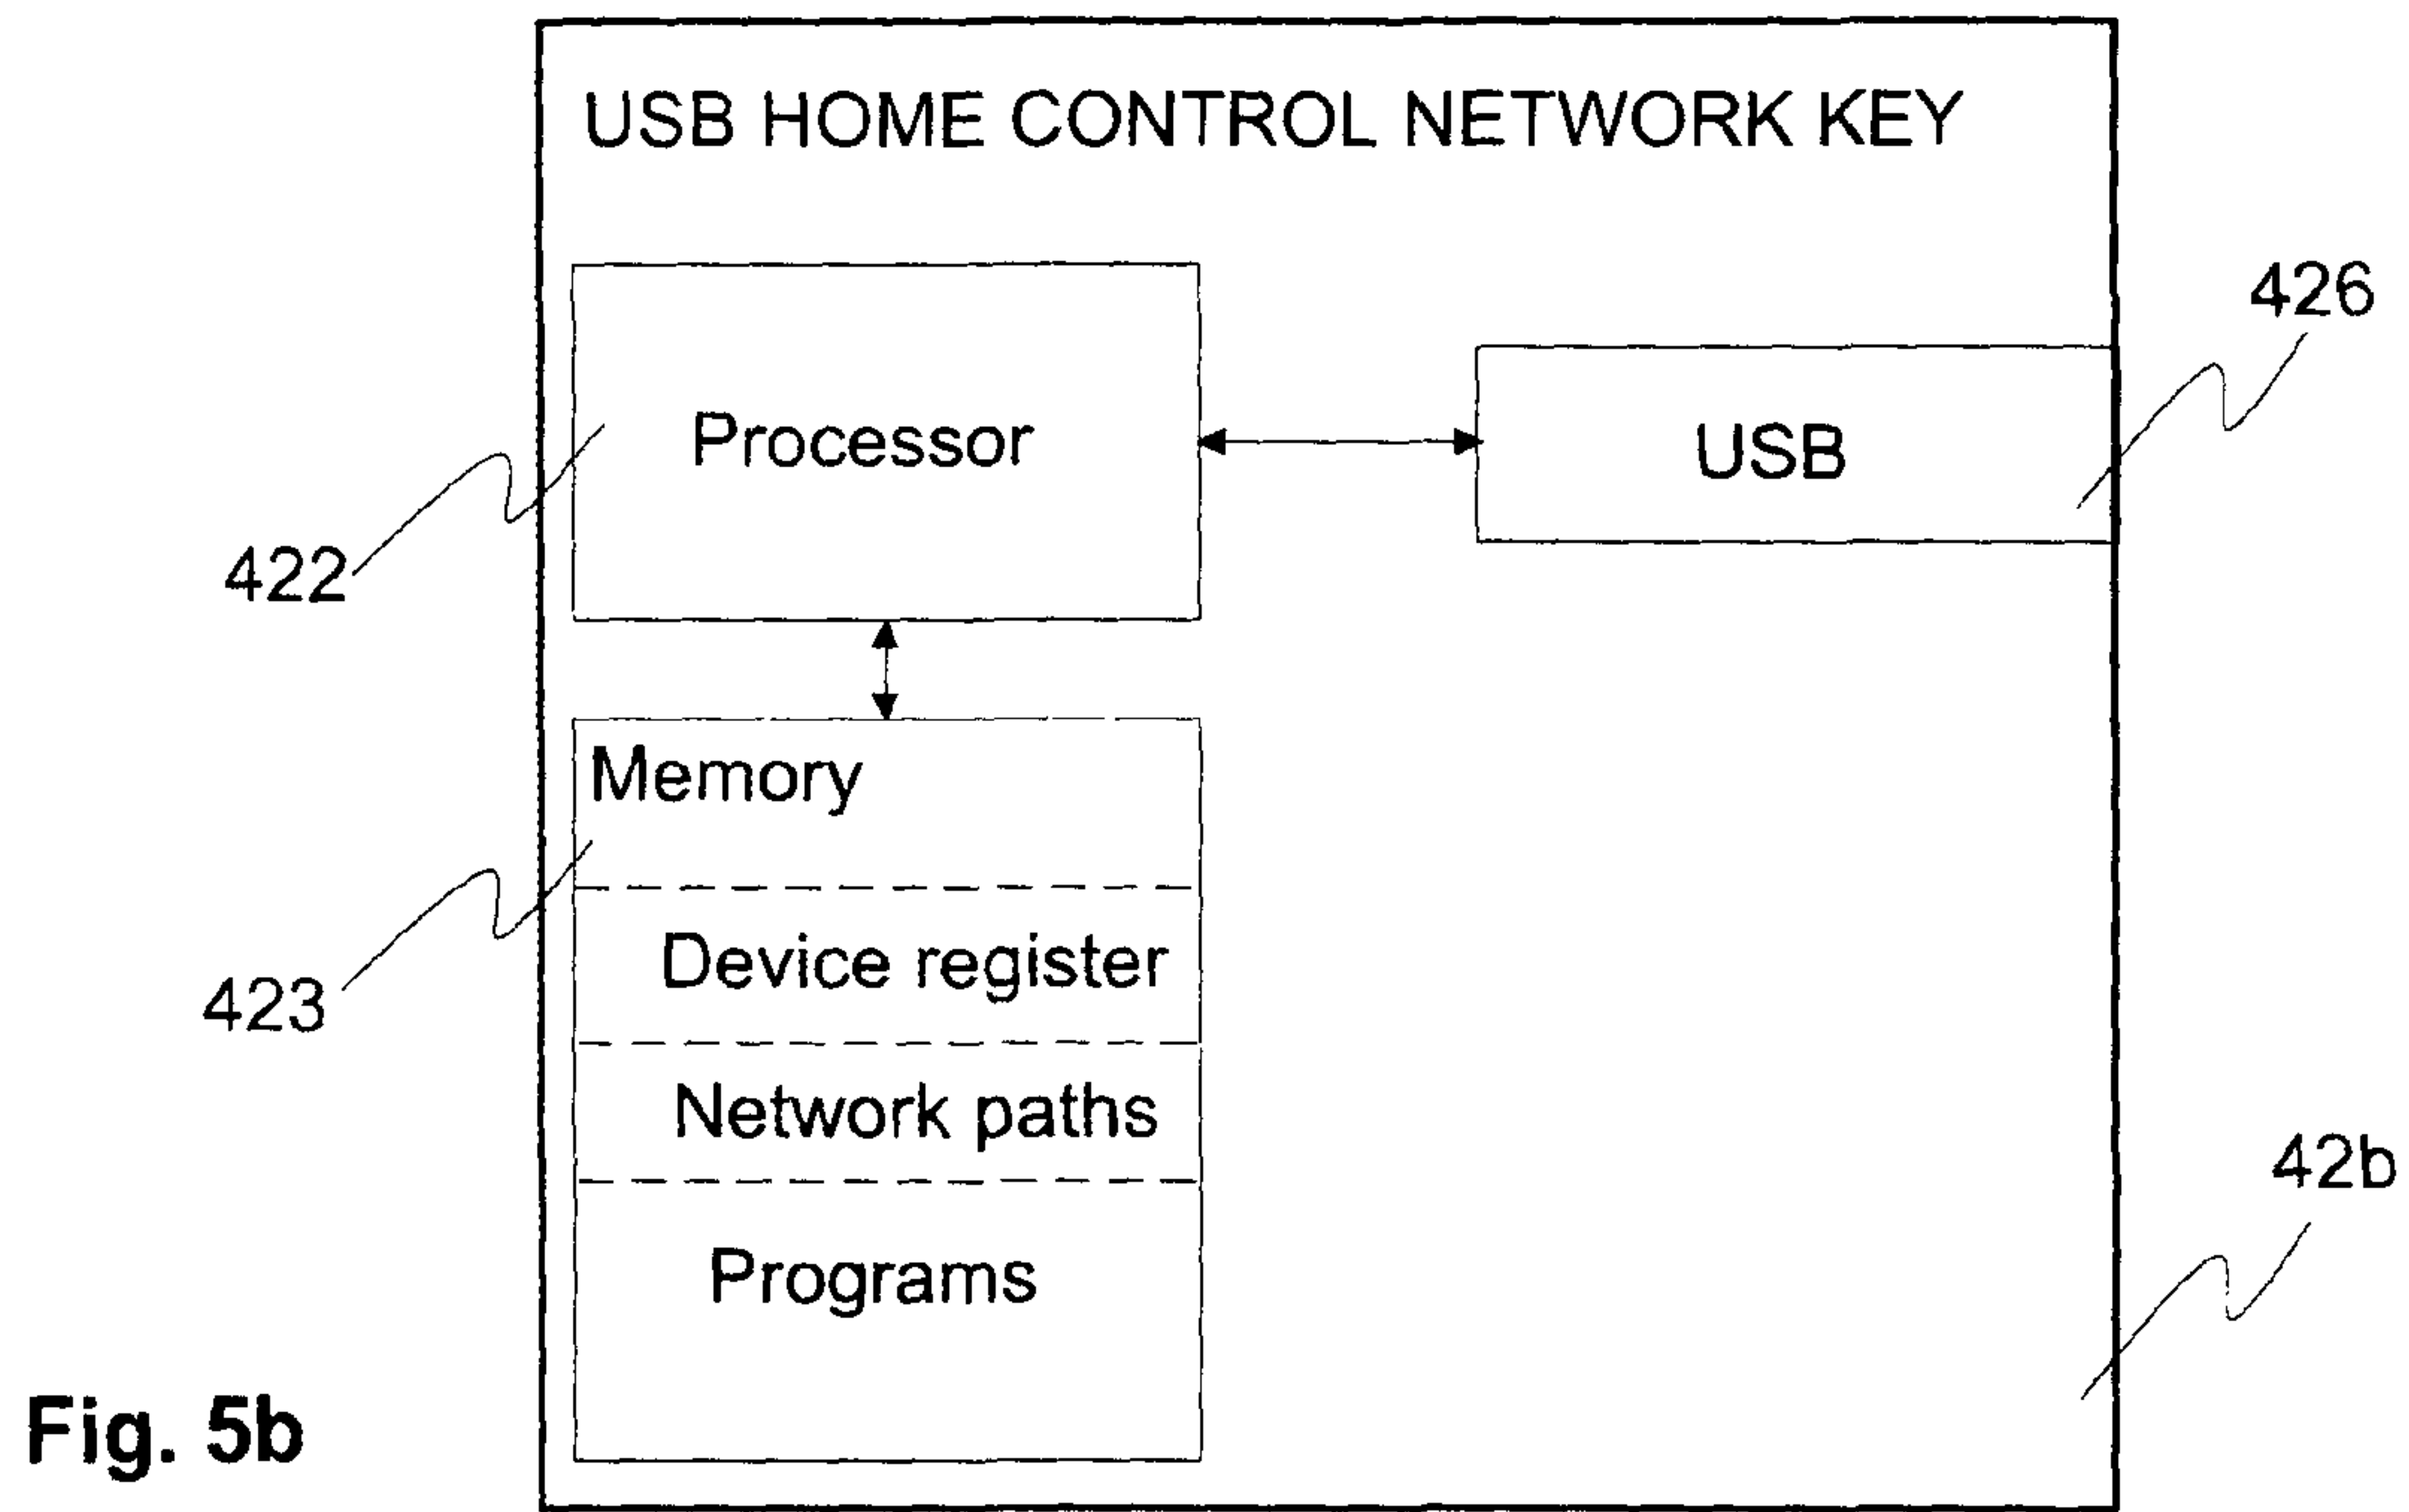 USB HOME CONTROL NETWORK KEY
426
Processor
USB
422
Memory
Device register
423
Network paths
42b
Programs
Fig. 5b